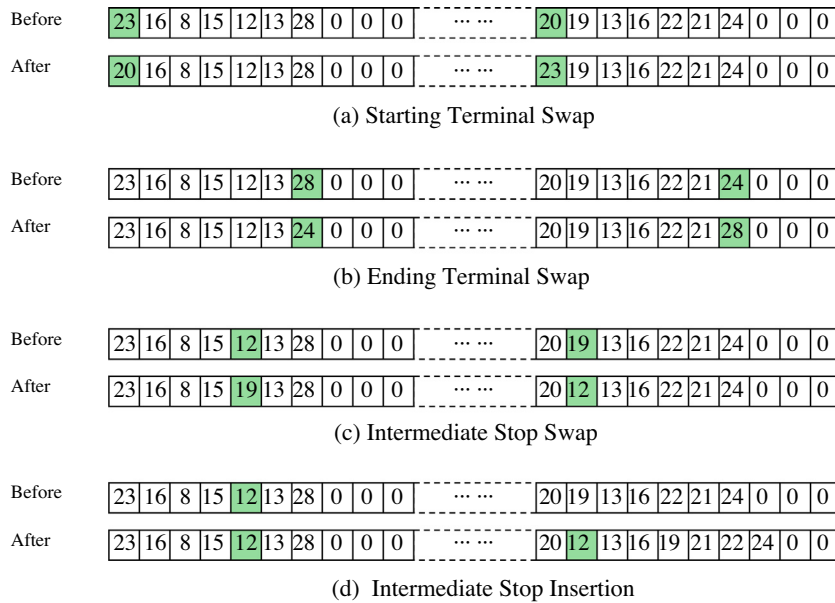 Before 23 16 8 15 12 13 28 0 0 0 ... ... 20 19 13 16 22 21 24 0 0 0
After 20 16 8 15 12 13 28 0 0 0 ... ... 23 19 13 16 22 21 24 0 0 0
(a) Starting Terminal Swap
Before 23 16 8 15 12 13 28 0 0 0 ... ... 20 19 13 16 22 21 24 0 0 0
After 23 16 8 15 12 13 24 0 0 0 ... ... 20 19 13 16 22 21 28 0 0 0
(b) Ending Terminal Swap
Before 23 16 8 15 12 13 28 0 0 0 ... ... 20 19 13 16 22 21 24 0 0 0
After 23 16 8 15 19 13 28 0 0 0 ... ... 20 12 13 16 22 21 24 0 0 0
(c) Intermediate Stop Swap
Before 23 16 8 15 12 13 28 0 0 0 ... ... 20 19 13 16 22 21 24 0 0 0
After 23 16 8 15 12 13 28 0 0 0 ... ... 20 12 13 16 19 21 22 24 0 0
(d) Intermediate Stop Insertion